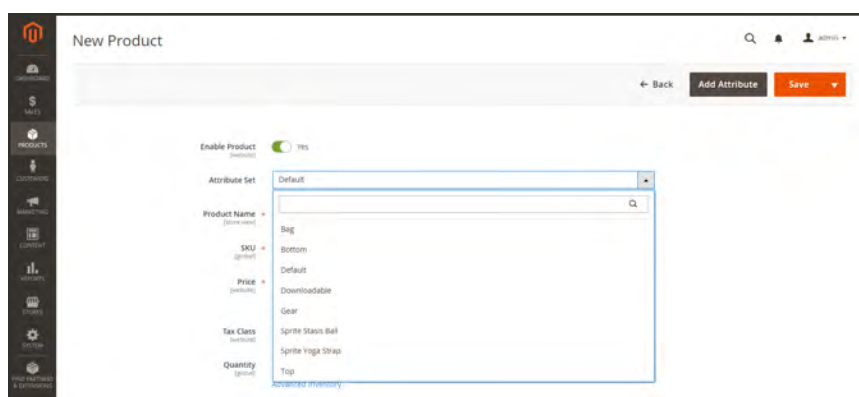 New Product
admin
← Back
Add Attribute
Save
DASHBOARD
$
SALES
PRODUCTS
CUSTOMERS
MARKETING
CONTENT
REPORTS
STORES
SYSTEM
FIND PARTNERS
& EXTENSIONS
Enable Product
[website]
Yes
Attribute Set
Default
Product Name *
[store view]
Bag
SKU *
[global]
Bottom
Default
Price *
[website]
Downloadable
Gear
Tax Class
[website]
Sprite Stasis Ball
Sprite Yoga Strap
Quantity
[global]
Top
Advanced Inventory